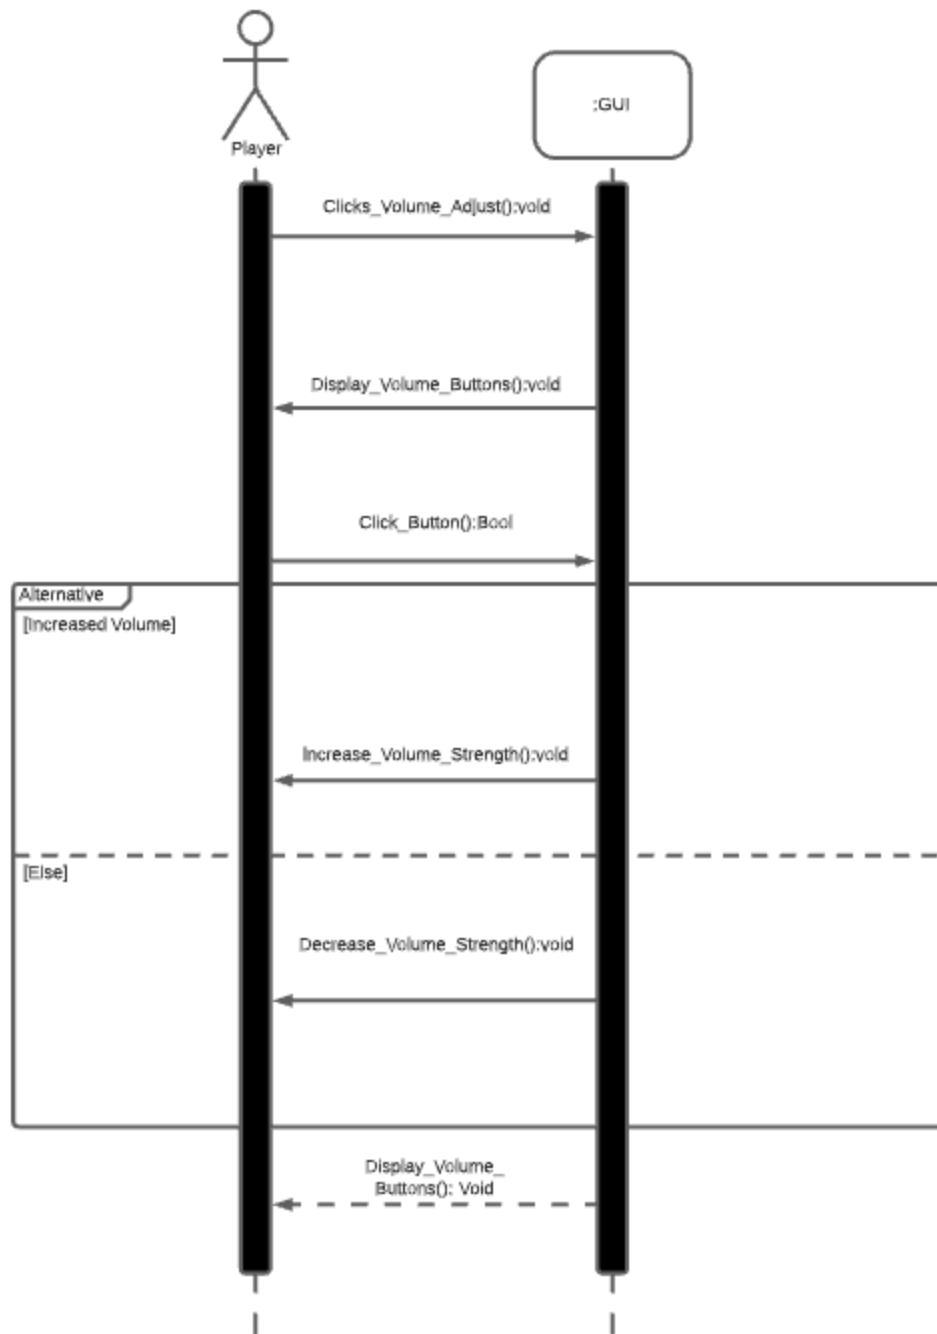 :GUI
Player
Clicks_Volume_Adjust():void
Display_Volume_Buttons():void
Click_Button():Bool
Alternative
[Increased Volume]
Increase_Volume_Strength():void
[Else]
Decrease_Volume_Strength():void
Display_Volume_
Buttons(): Void